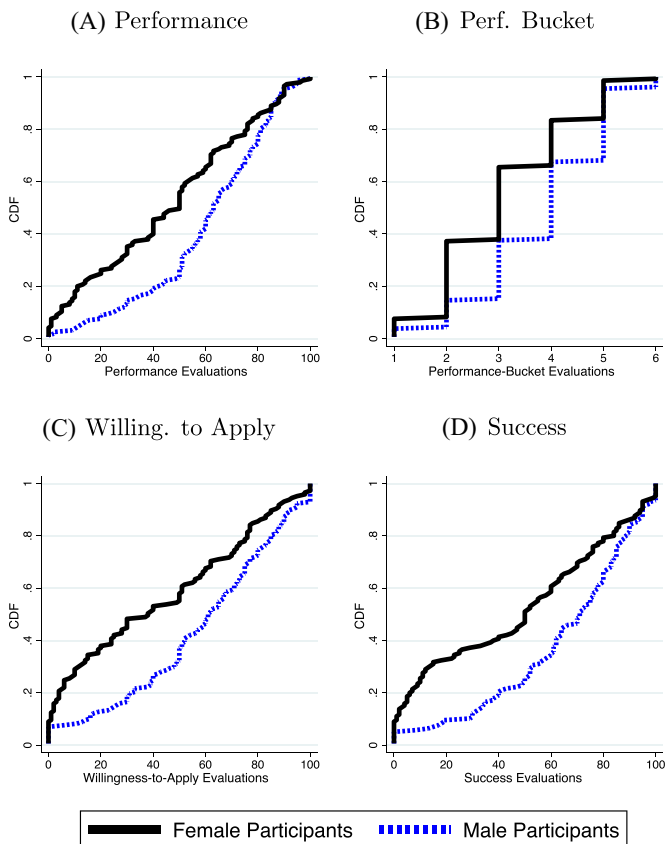 (A) Performance
CDF
0 .2 .4 .6 .8 1
0 20 40 60 80 100
Performance Evaluations
(B) Perf. Bucket
CDF
0 .2 .4 .6 .8 1
1 2 3 4 5 6
Performance-Bucket Evaluations
(C) Willing. to Apply
CDF
0 .2 .4 .6 .8 1
0 20 40 60 80 100
Willingness-to-Apply Evaluations
(D) Success
CDF
0 .2 .4 .6 .8 1
0 20 40 60 80 100
Success Evaluations
Female Participants Male Participants